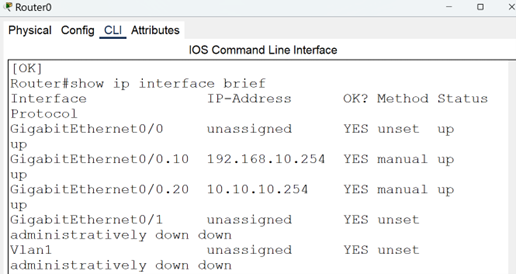 Router0
Physical Config CLI Attributes
IOS Command Line Interface
[OK]
Router#show ip interface brief
Interface IP-Address OK? Method Status
Protocol
GigabitEthernet0/0 unassigned YES unset up
up
GigabitEthernet0/0.10 192.168.10.254 YES manual up
up
GigabitEthernet0/0.20 10.10.10.254 YES manual up
up
GigabitEthernet0/1 unassigned YES unset
administratively down down
Vlan1 unassigned YES unset
administratively down down